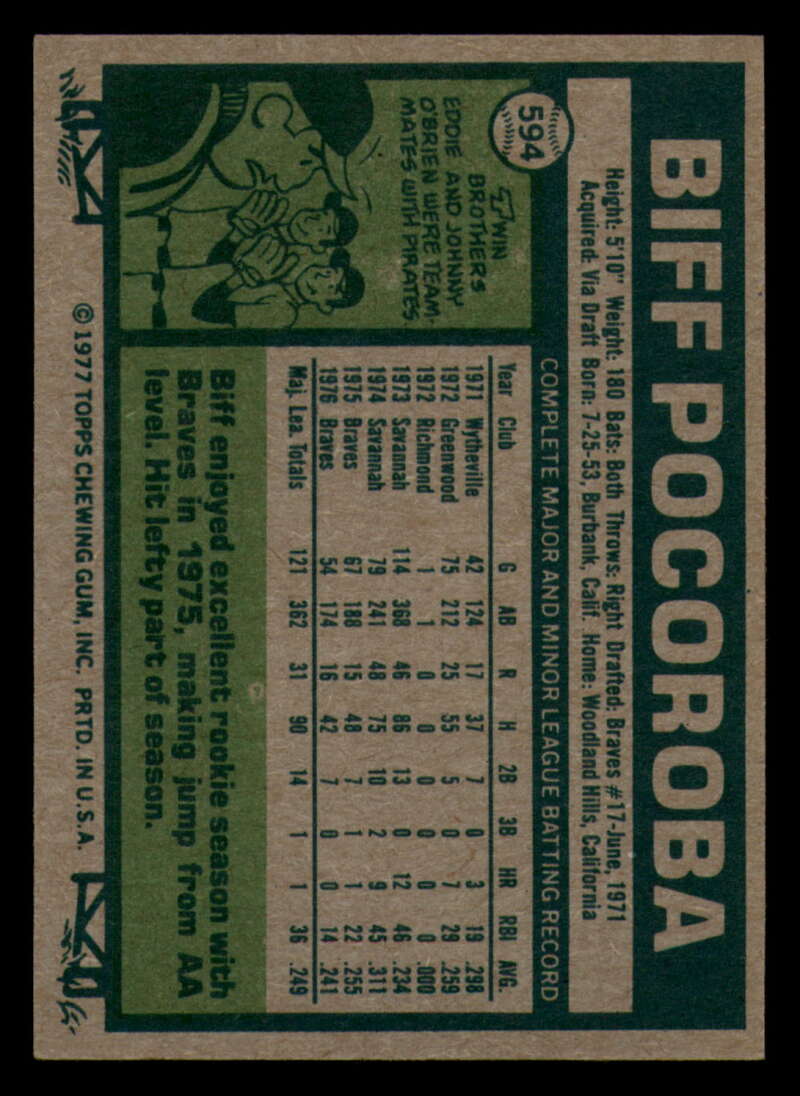 BIFF POCOROBA
594
Height: 5'10" Weight: 180 Bats: Both Throws: Right Drafted: Braves #17-June, 1971
Acquired: Via Draft Born: 7-25-53, Burbank, Calif. Home: Woodland Hills, California
COMPLETE MAJOR AND MINOR LEAGUE BATTING RECORD
Year Club G AB R H 2B 3B HR RBI AVG.
1971 Wytheville 42 124 17 37 7 0 3 19 .298
1972 Greenwood 75 212 25 55 5 0 7 29 .259
1972 Richmond 1 1 0 0 0 0 0 0 .000
1973 Savannah 114 368 46 86 13 0 12 46 .234
1974 Savannah 79 241 48 75 10 2 9 45 .311
1975 Braves 67 188 15 48 7 1 1 22 .255
1976 Braves 54 174 16 42 7 0 0 14 .241
Maj. Lea. Totals 121 362 31 90 14 1 1 36 .249
TWIN
BROTHERS
EDDIE AND JOHNNY
O'BRIEN WERE TEAM-
MATES WITH PIRATES.
Biff enjoyed excellent rookie season with
Braves in 1975, making jump from AA
level. Hit lefty part of season.
© 1977 TOPPS CHEWING GUM, INC. PRTD. IN U.S.A.